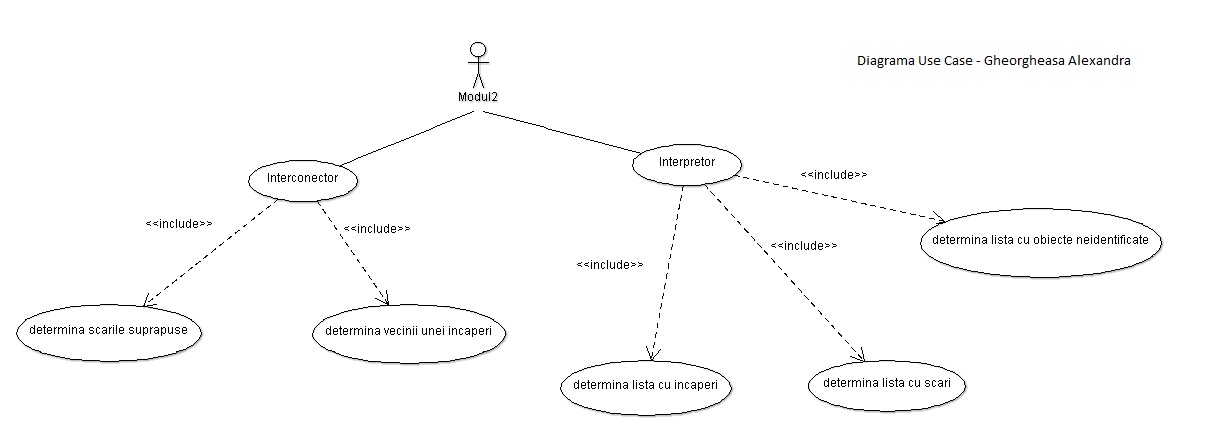 Diagrama Use Case - Gheorgheasa Alexandra
Modul2
Interconector
Interpretor
<<include>>
<<include>>
<<include>>
<<include>>
<<include>>
determina lista cu obiecte neidentificate
determina scarile suprapuse
determina vecinii unei incaperi
determina lista cu incaperi
determina lista cu scari